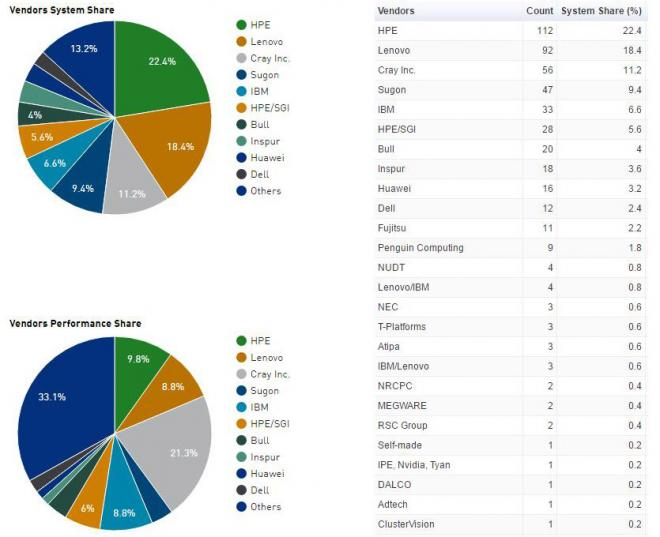 Vendors System Share
13.2%
22.4%
4%
5.6%
6.6%
9.4%
11.2%
18.4%
HPE
Lenovo
Cray Inc.
Sugon
IBM
HPE/SGI
Bull
Inspur
Huawei
Dell
Others
Vendors Performance Share
9.8%
8.8%
33.1%
21.3%
6%
8.8%
HPE
Lenovo
Cray Inc.
Sugon
IBM
HPE/SGI
Bull
Inspur
Huawei
Dell
Others
Vendors Count System Share (%)
HPE 112 22.4
Lenovo 92 18.4
Cray Inc. 56 11.2
Sugon 47 9.4
IBM 33 6.6
HPE/SGI 28 5.6
Bull 20 4
Inspur 18 3.6
Huawei 16 3.2
Dell 12 2.4
Fujitsu 11 2.2
Penguin Computing 9 1.8
NUDT 4 0.8
Lenovo/IBM 4 0.8
NEC 3 0.6
T-Platforms 3 0.6
Atipa 3 0.6
IBM/Lenovo 3 0.6
NRCPC 2 0.4
MEGWARE 2 0.4
RSC Group 2 0.4
Self-made 1 0.2
IPE, Nvidia, Tyan 1 0.2
DALCO 1 0.2
Adtech 1 0.2
ClusterVision 1 0.2